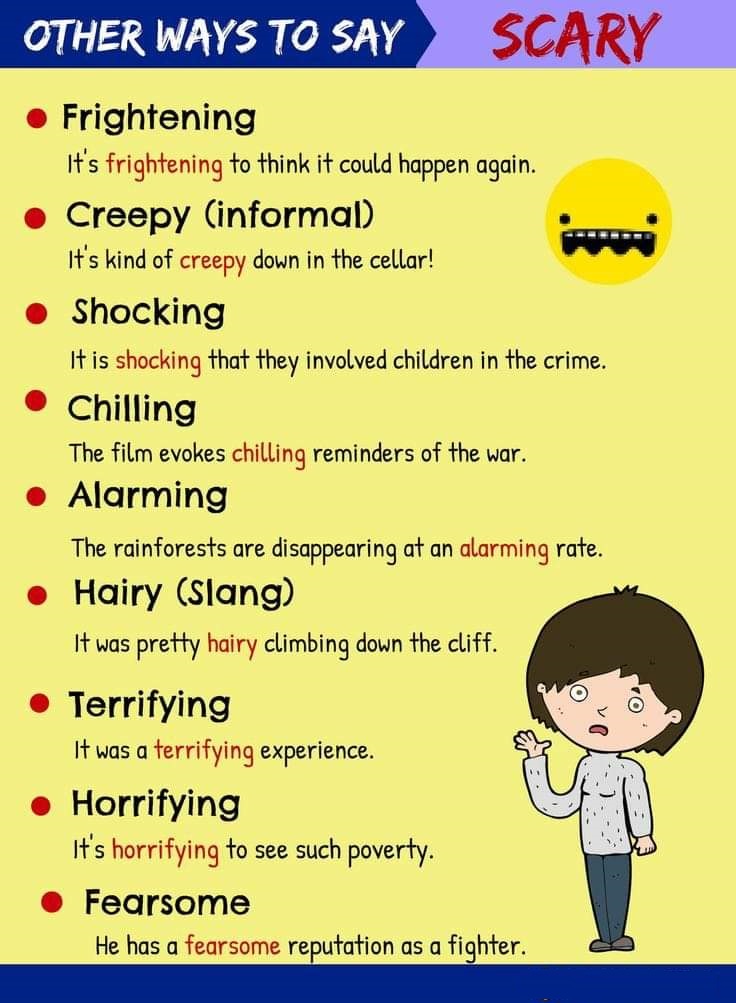 OTHER WAYS TO SAY SCARY
Frightening
It's frightening to think it could happen again.
Creepy (informal)
It's kind of creepy down in the cellar!
Shocking
It is shocking that they involved children in the crime.
Chilling
The film evokes chilling reminders of the war.
Alarming
The rainforests are disappearing at an alarming rate.
Hairy (Slang)
It was pretty hairy climbing down the cliff.
Terrifying
It was a terrifying experience.
Horrifying
It's horrifying to see such poverty.
Fearsome
He has a fearsome reputation as a fighter.